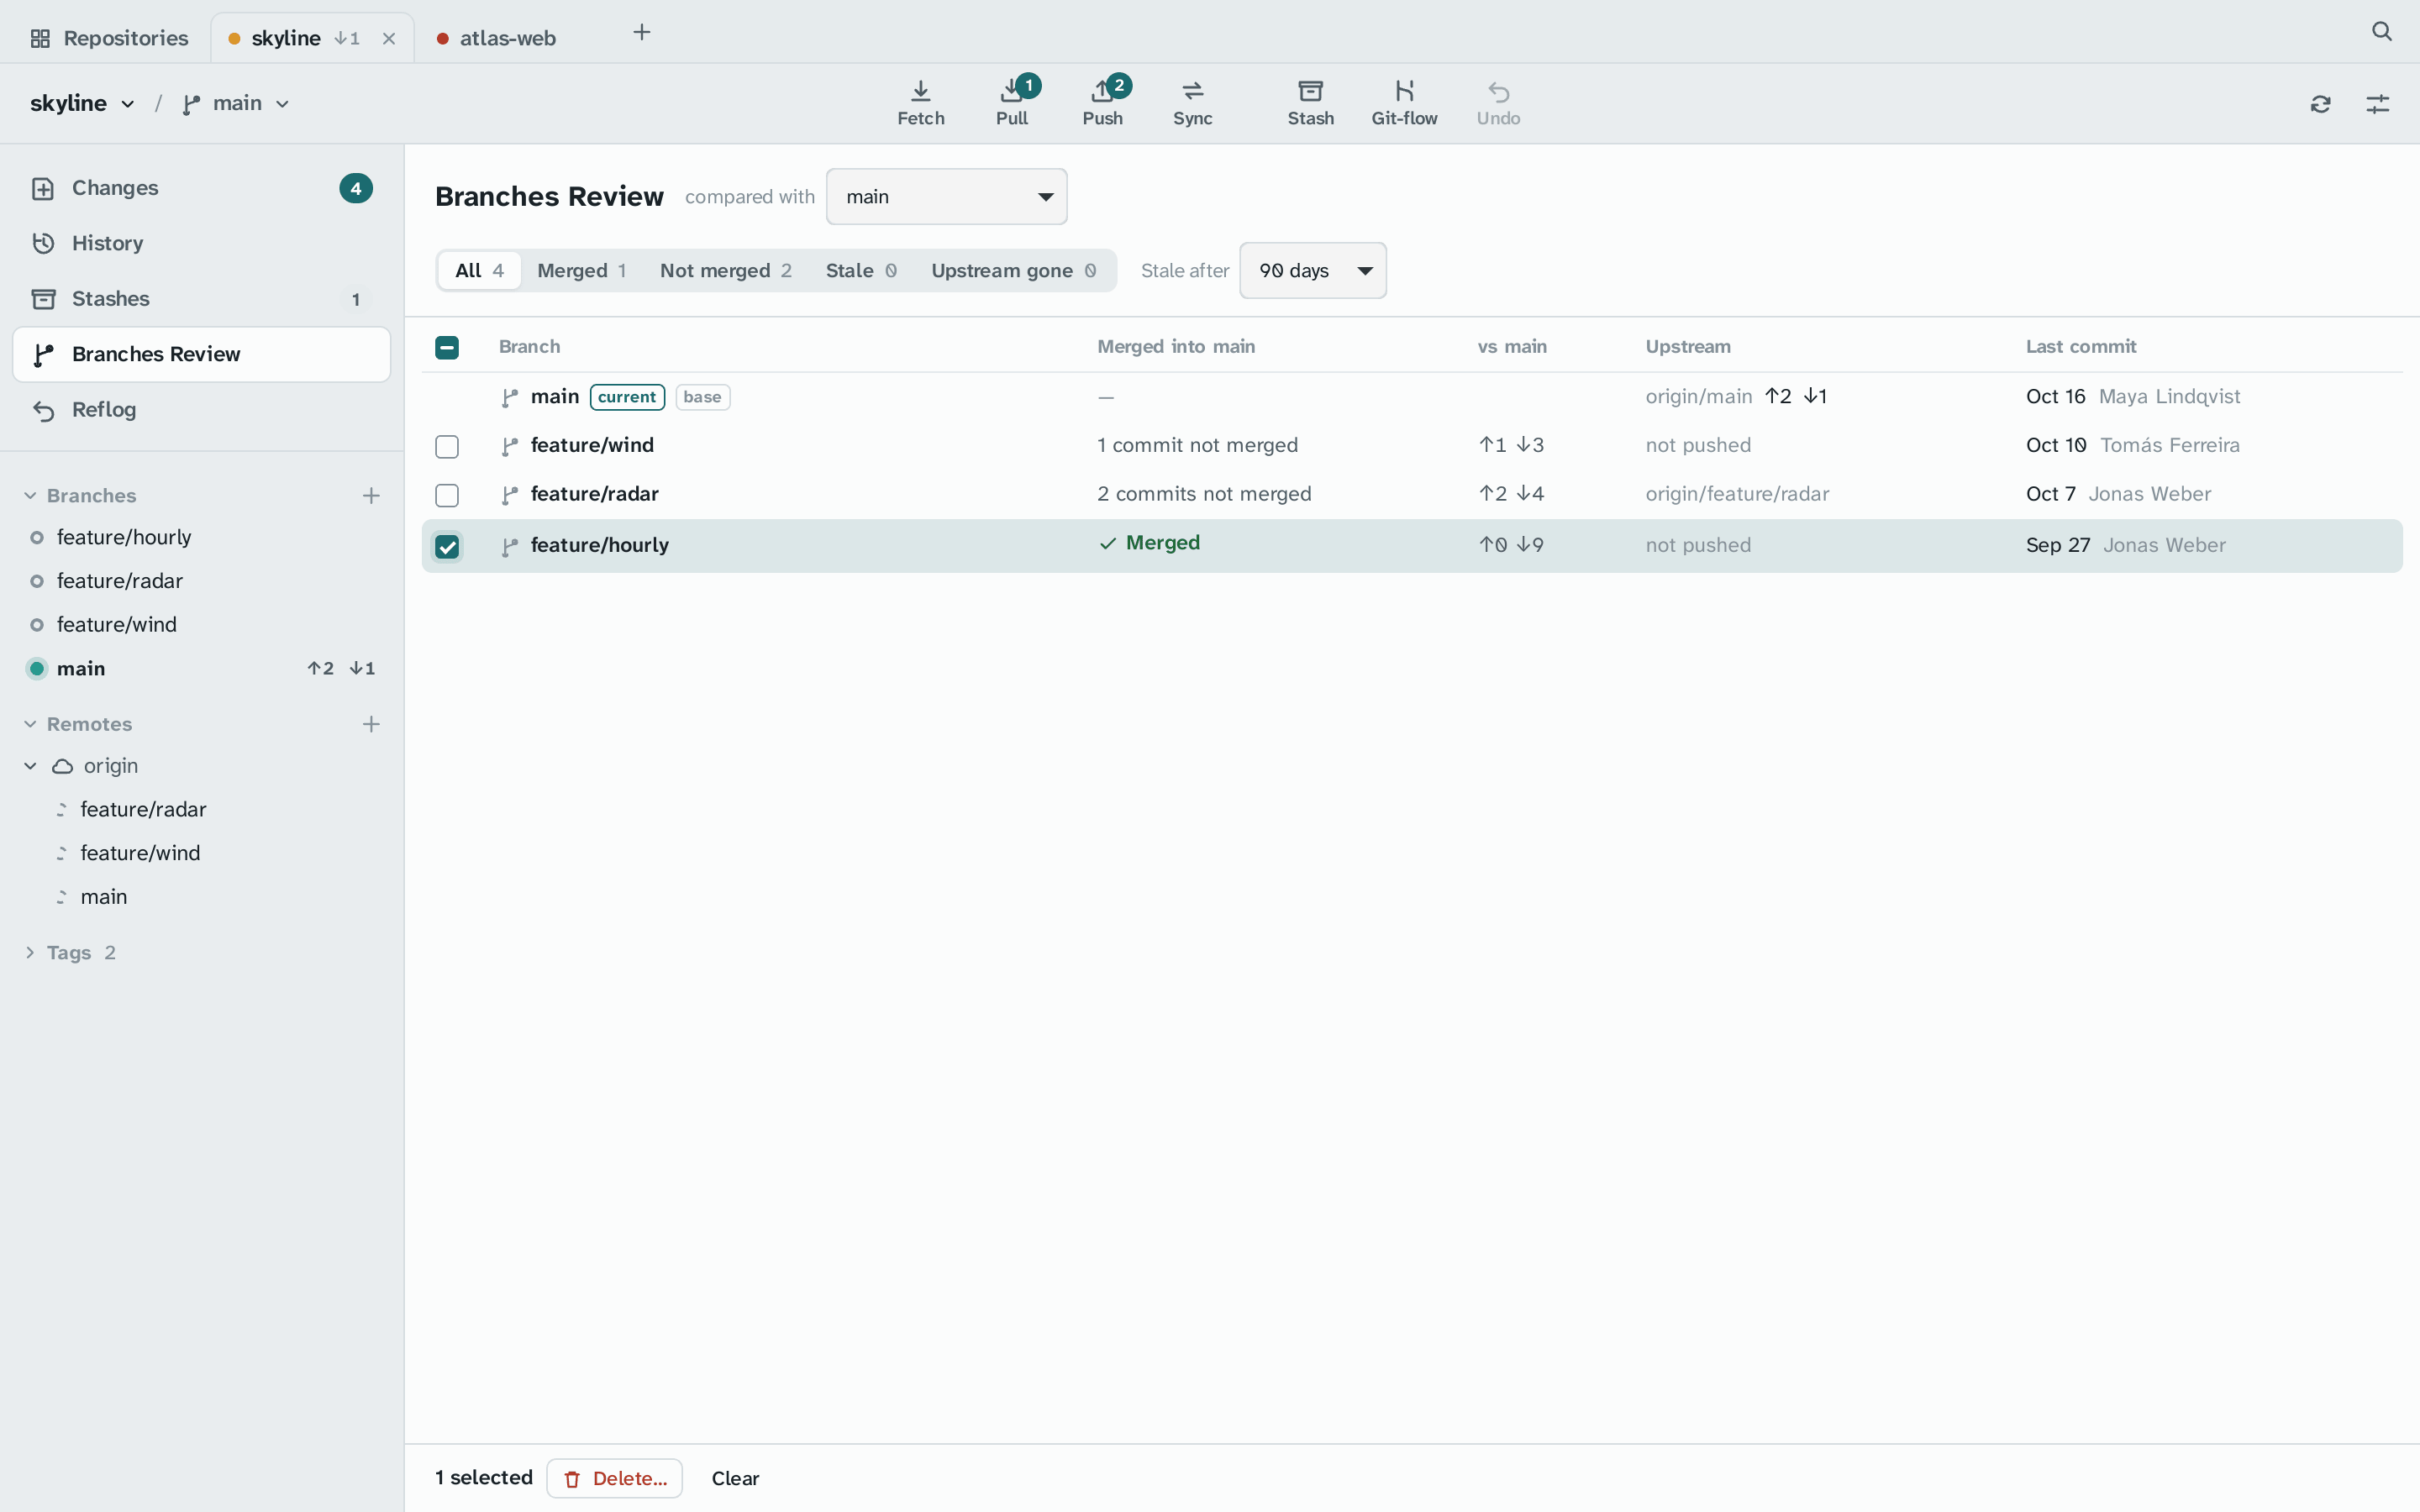 Repositories
skyline ↓1
atlas-web
skyline / main
Fetch
Pull 1
Push 2
Sync
Stash
Git-flow
Undo
Changes 4
History
Stashes 1
Branches Review
Reflog
Branches
feature/hourly
feature/radar
feature/wind
main ↑2 ↓1
Remotes
origin
feature/radar
feature/wind
main
Tags 2
Branches Review compared with main
All 4 Merged 1 Not merged 2 Stale 0 Upstream gone 0 Stale after 90 days
Branch Merged into main vs main Upstream Last commit
main current base — origin/main ↑2 ↓1 Oct 16 Maya Lindqvist
feature/wind 1 commit not merged ↑1 ↓3 not pushed Oct 10 Tomás Ferreira
feature/radar 2 commits not merged ↑2 ↓4 origin/feature/radar Oct 7 Jonas Weber
feature/hourly Merged ↑0 ↓9 not pushed Sep 27 Jonas Weber
1 selected Delete... Clear